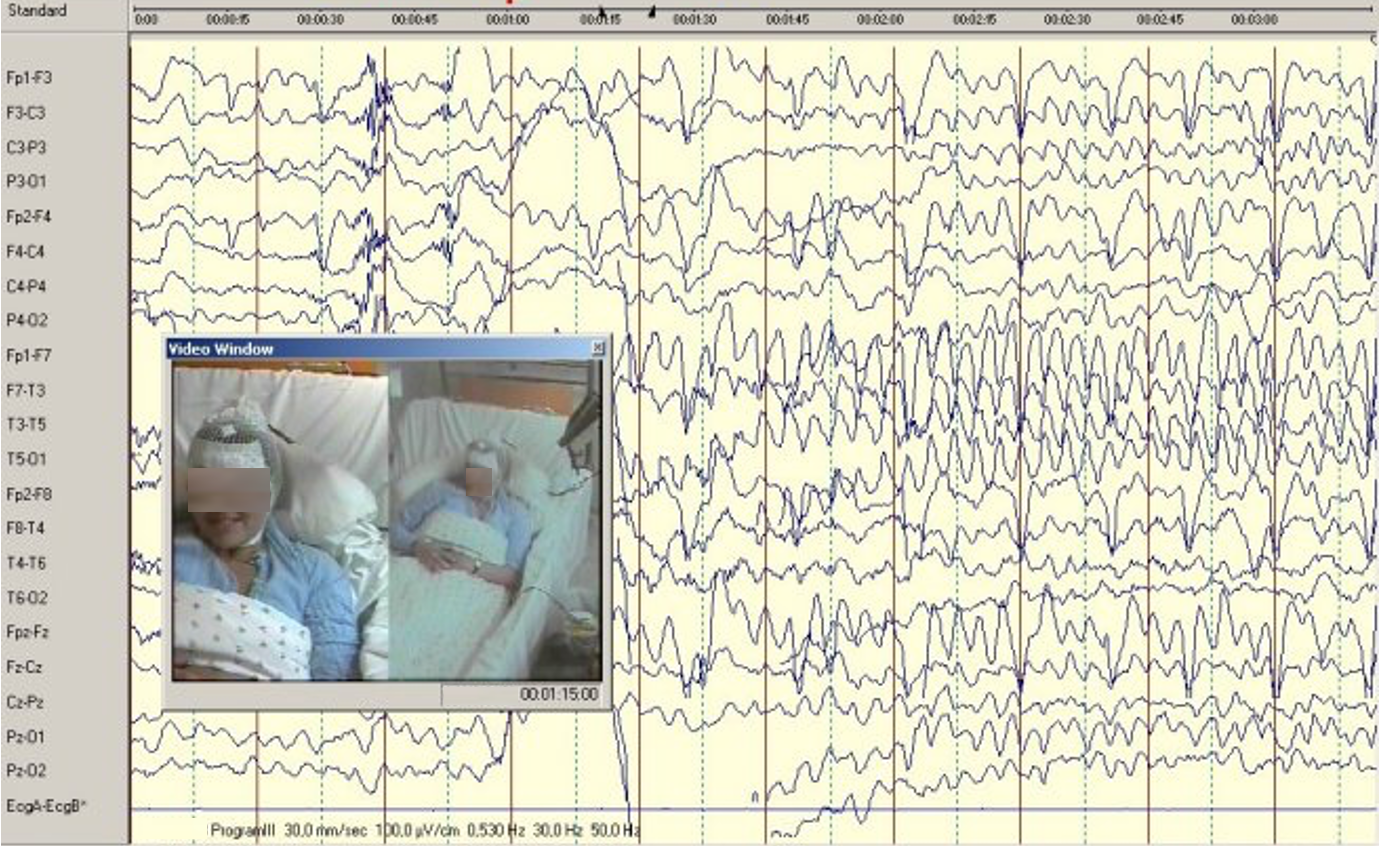 Standard
0:00 00:00:15 00:00:30 00:00:45 00:01:00 00:01:15 00:01:30 00:01:45 00:02:00 00:02:15 00:02:30 00:02:45 00:03:00
Fp1-F3
F3-C3
C3-P3
P3-O1
Fp2-F4
F4-C4
C4-P4
P4-O2
Video Window
Fp1-F7
F7-T3
T3-T5
T5-O1
Fp2-F8
F8-T4
T4-T6
T6-O2
Fpz-Fz
Fz-Cz
00:01:15:00
Cz-Pz
Pz-O1
Pz-O2
EcgA-EcgB*
ProgramIII 30,0 mm/sec 100,0 µV/cm 0,530 Hz 30,0 Hz 50,0 Hz